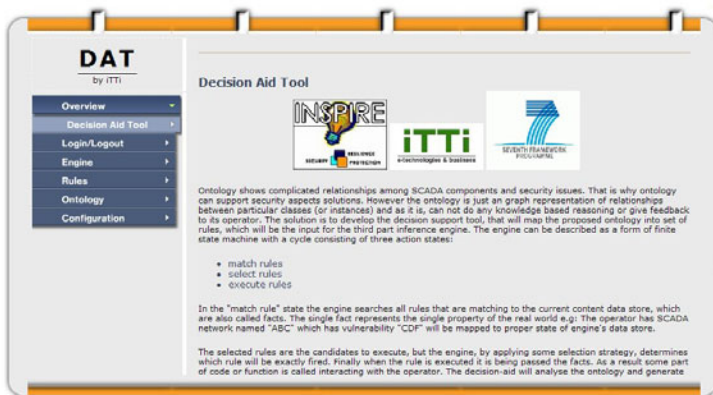 DAT
by iTTi
Overview
Decision Aid Tool
Login/Logout
Engine
Rules
Ontology
Configuration
Decision Aid Tool
INSPIRE
SECURITY
RESILIENCE
PROTECTION
iTTi
e-technologies & business
SEVENTH FRAMEWORK
PROGRAMME
Ontology shows complicated relationships among SCADA components and security issues. That is why ontology
can support security aspects solutions. However the ontology is just an graph representation of relationships
between particular classes (or instances) and as it is, can not do any knowledge based reasoning or give feedback
to its operator. The solution is to develop the decision support tool, that will map the proposed ontology into set of
rules, which will be the input for the third part inference engine. The engine can be described as a form of finite
state machine with a cycle consisting of three action states:
• match rules
• select rules
• execute rules
In the "match rule" state the engine searches all rules that are matching to the current content data store, which
are also called facts. The single fact represents the single property of the real world e.g: The operator has SCADA
network named "ABC" which has vulnerability "CDF" will be mapped to proper state of engine's data store.
The selected rules are the candidates to execute, but the engine, by applying some selection strategy, determines
which rule will be exactly fired. Finally when the rule is executed it is being passed the facts. As a result some part
of code or function is called interacting with the operator. The decision-aid will analyse the ontology and generate